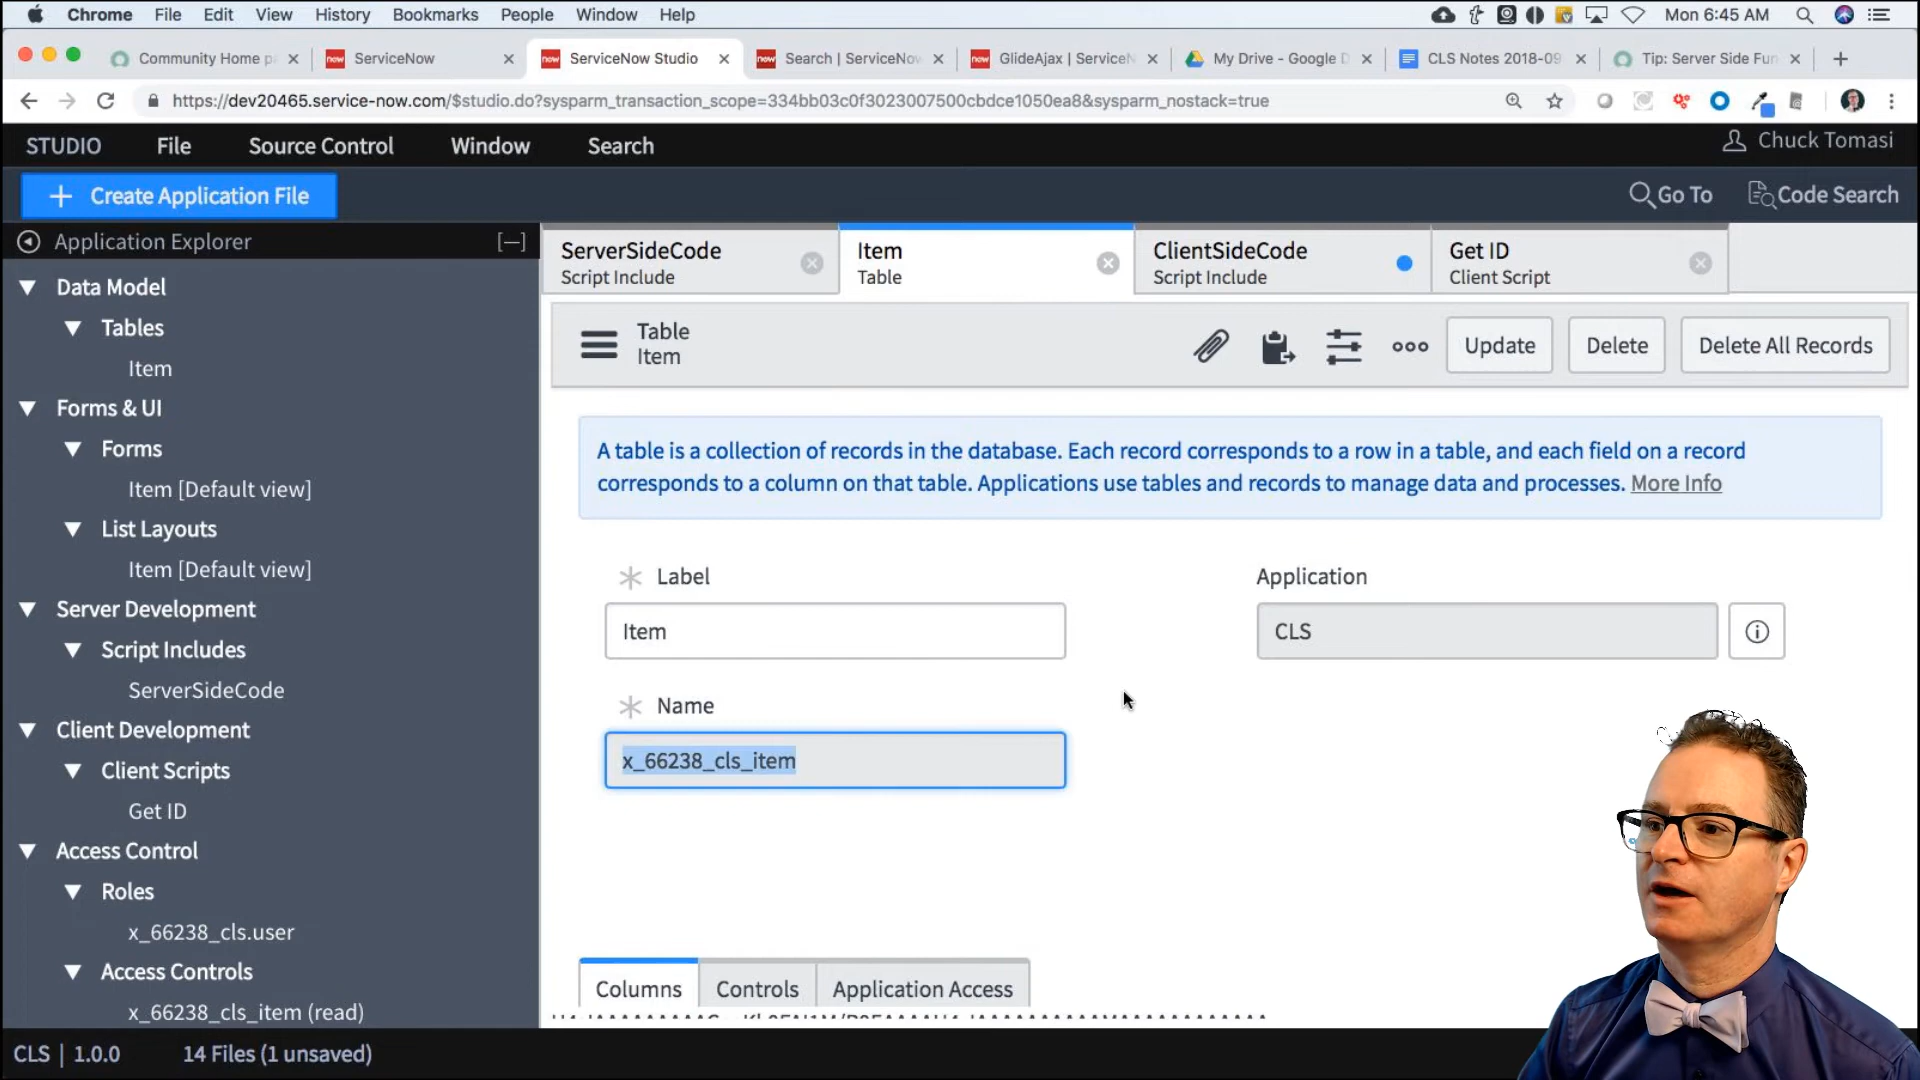 Chrome File Edit View History Bookmarks People Window Help Mon 6:45 AM
Community Home p ServiceNow ServiceNow Studio Search | ServiceNow GlideAjax | ServiceN My Drive - Google D CLS Notes 2018-09 Tip: Server Side Fun
https://dev20465.service-now.com/$studio.do?sysparm_transaction_scope=334bb03c0f3023007500cbdce1050ea8&sysparm_nostack=true
STUDIO File Source Control Window Search Chuck Tomasi
+ Create Application File Go To Code Search
Application Explorer [—]
ServerSideCode
Script Include
Item
Table
ClientSideCode
Script Include
Get ID
Client Script
Data Model
Tables
Item
Forms & UI
Forms
Item [Default view]
List Layouts
Item [Default view]
Server Development
Script Includes
ServerSideCode
Client Development
Client Scripts
Get ID
Access Control
Roles
x_66238_cls.user
Access Controls
x_66238_cls_item (read)
Table
Item
Update Delete Delete All Records
A table is a collection of records in the database. Each record corresponds to a row in a table, and each field on a record
corresponds to a column on that table. Applications use tables and records to manage data and processes. More Info
Label
Item
Application
CLS
Name
x_66238_cls_item
Columns Controls Application Access
CLS | 1.0.0 14 Files (1 unsaved)